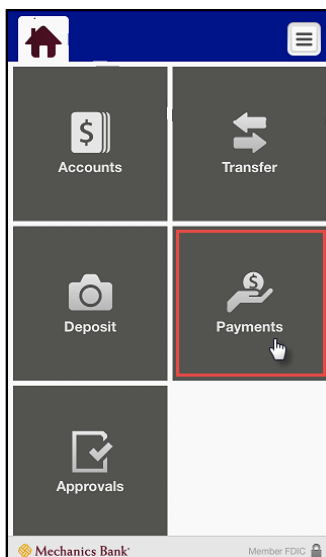 Accounts
Transfer
Deposit
Payments
Approvals
Mechanics Bank®
Member FDIC